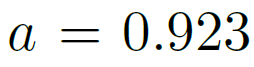 a = 0.923